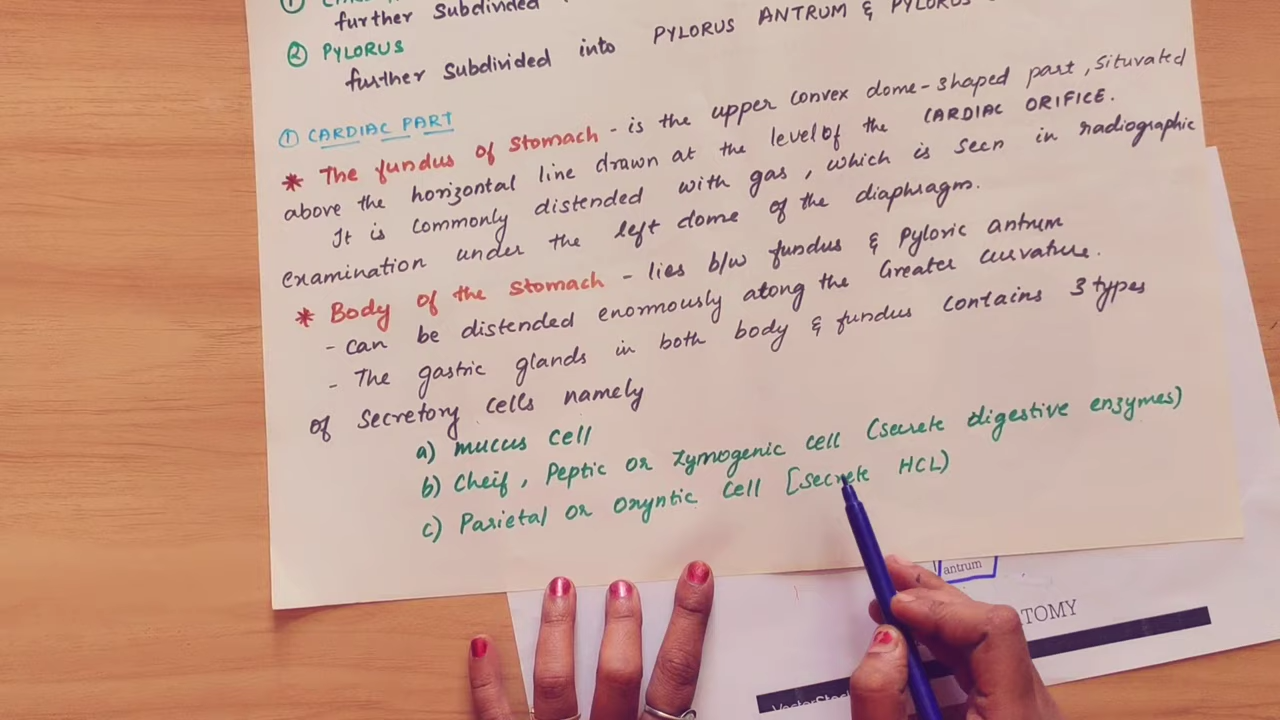 ①
further Subdivided
② PYLORUS
further Subdivided into PYLORUS ANTRUM & PYLORUS
① CARDIAC PART
* The fundus of Stomach - is the upper convex dome-shaped part, Situvated
above the horizontal line drawn at the level of the CARDIAC ORIFICE.
It is commonly distended with gas, which is seen in radiographic
examination under the left dome of the diaphragm.
* Body of the Stomach - lies b/w fundus & Pyloric antrum
- can be distended enormously atong the Greater curvature.
- The gastric glands in both body & fundus contains 3 types
of Secretory Cells namely
a) mucus cell
b) Cheif, Peptic or Zymogenic cell (secrete digestive enzymes)
c) Parietal or Oxyntic Cell [secrete HCL)
antrum
TOMY